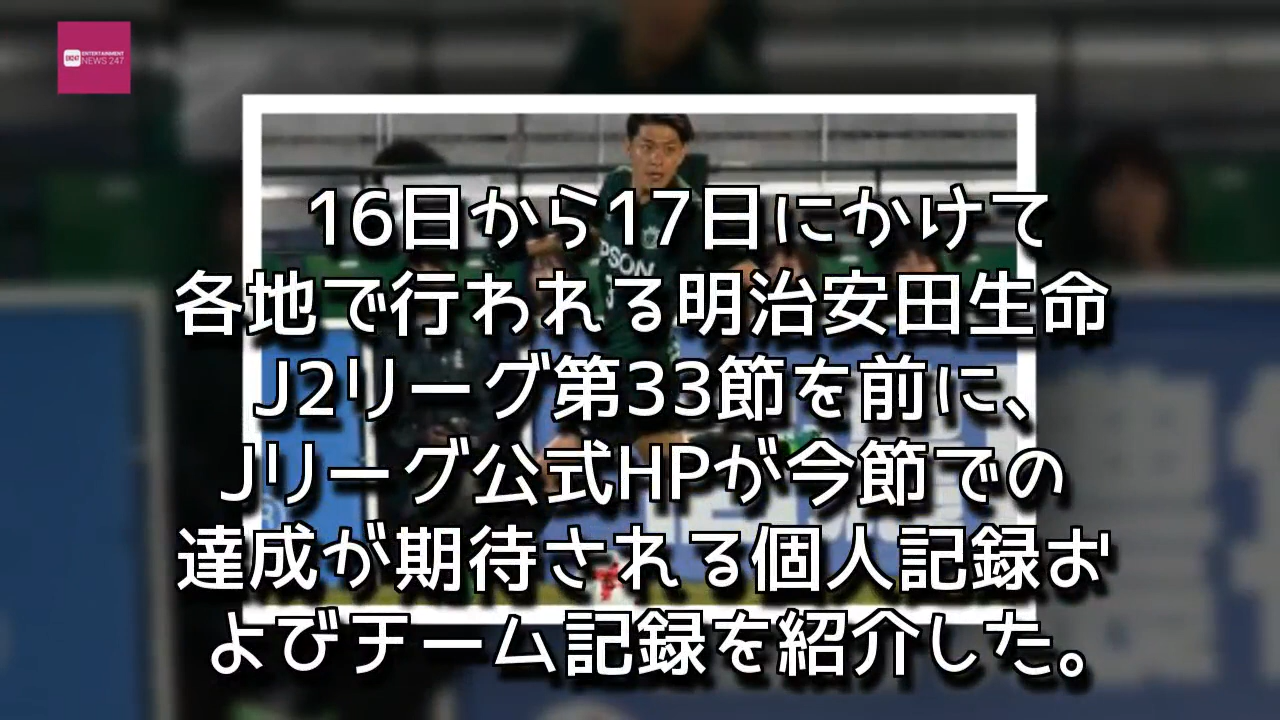 ENTERTAINMENT
NEWS 247
16日から17日にかけて
各地で行われる明治安田生命
J2リーグ第33節を前に、
Jリーグ公式HPが今節での
達成が期待される個人記録お
よびチーム記録を紹介した。